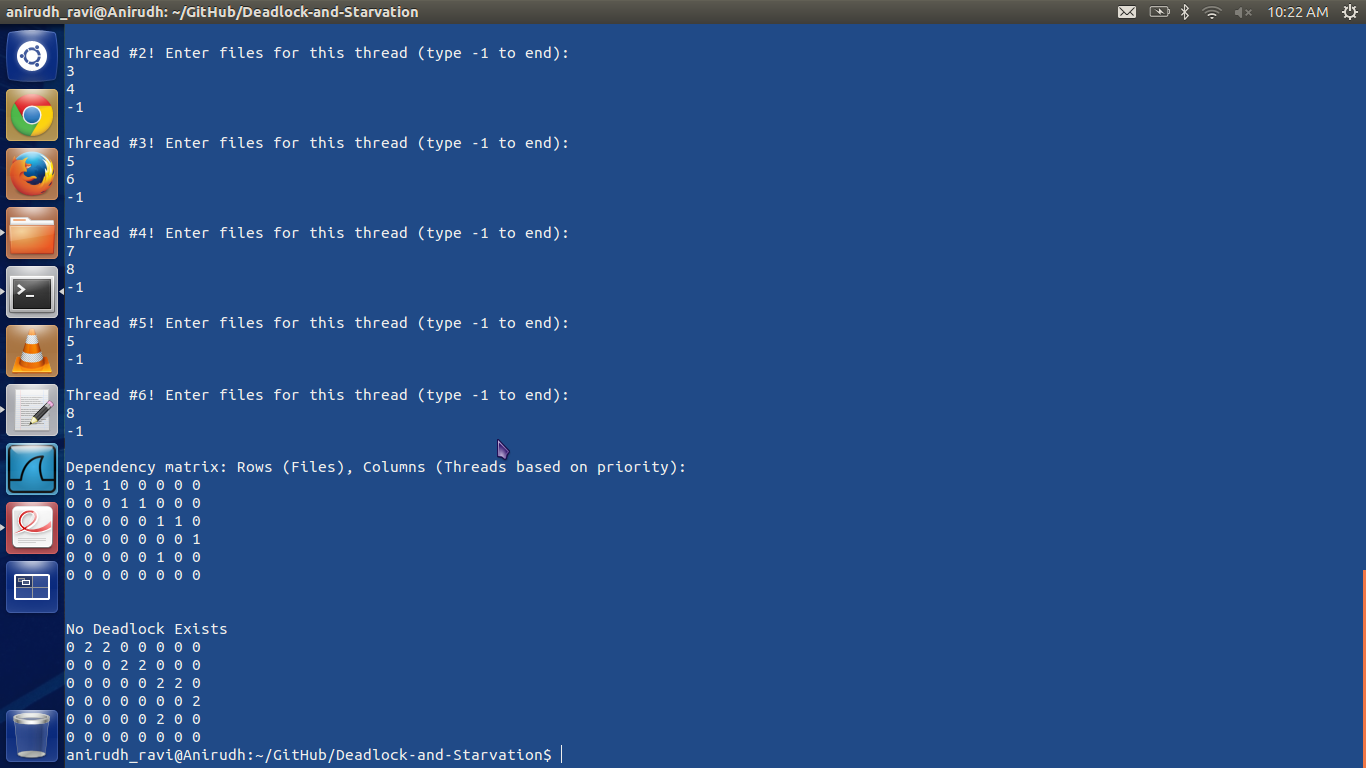 anirudh_ravi@Anirudh: ~/GitHub/Deadlock-and-Starvation 10:22 AM
Thread #2! Enter files for this thread (type -1 to end):
3
4
-1
Thread #3! Enter files for this thread (type -1 to end):
5
6
-1
Thread #4! Enter files for this thread (type -1 to end):
7
8
-1
Thread #5! Enter files for this thread (type -1 to end):
5
-1
Thread #6! Enter files for this thread (type -1 to end):
8
-1
Dependency matrix: Rows (Files), Columns (Threads based on priority):
0 1 1 0 0 0 0 0
0 0 0 1 1 0 0 0
0 0 0 0 0 1 1 0
0 0 0 0 0 0 0 1
0 0 0 0 0 1 0 0
0 0 0 0 0 0 0 0
No Deadlock Exists
0 2 2 0 0 0 0 0
0 0 0 2 2 0 0 0
0 0 0 0 0 2 2 0
0 0 0 0 0 0 0 2
0 0 0 0 0 2 0 0
0 0 0 0 0 0 0 0
anirudh_ravi@Anirudh:~/GitHub/Deadlock-and-Starvation$